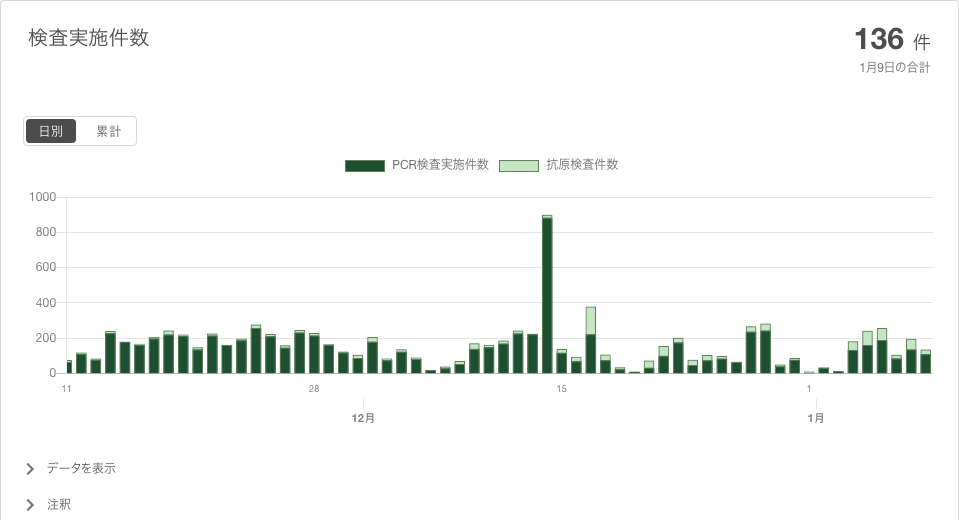 検査実施件数
136 件
1月9日の合計
日別 累計
PCR検査実施件数 抗原検査件数
1000
800
600
400
200
0
11 28 15 1
12月 1月
データを表示
注釈